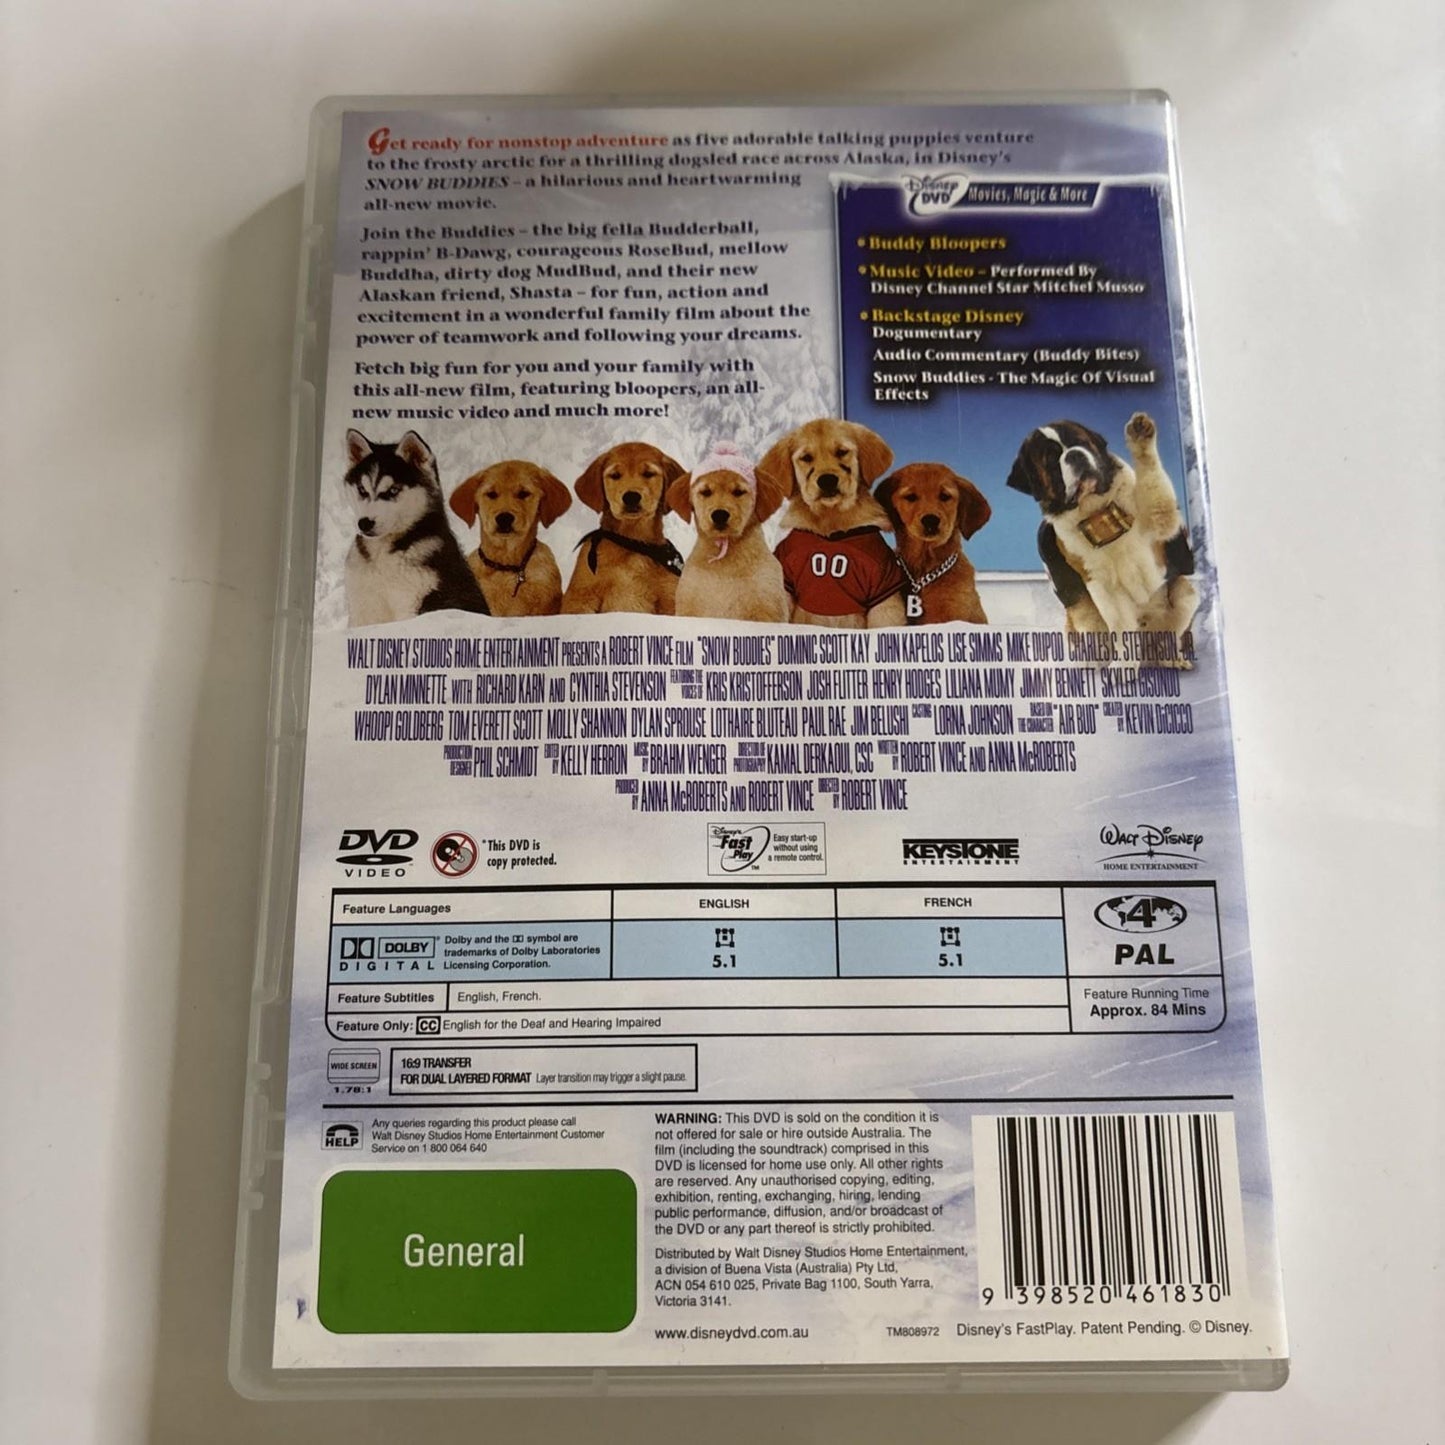 Get ready for nonstop adventure as five adorable talking puppies venture
to the frosty arctic for a thrilling dogsled race across Alaska, in Disney's
SNOW BUDDIES – a hilarious and heartwarming
all-new movie.
Join the Buddies – the big fella Budderball,
rappin' B-Dawg, courageous RoseBud, mellow
Buddha, dirty dog MudBud, and their new
Alaskan friend, Shasta – for fun, action and
excitement in a wonderful family film about the
power of teamwork and following your dreams.
Fetch big fun for you and your family with
this all-new film, featuring bloopers, an all-
new music video and much more!
Disney DVD Movies, Magic & More
• Buddy Bloopers
• Music Video – Performed By
Disney Channel Star Mitchel Musso
• Backstage Disney
Dogumentary
Audio Commentary (Buddy Bites)
Snow Buddies - The Magic Of Visual
Effects
00
B
WALT DISNEY STUDIOS HOME ENTERTAINMENT PRESENTS A ROBERT VINCE FILM "SNOW BUDDIES" DOMINIC SCOTT KAY JOHN KAPELOS LISE SIMMS MIKE DUPOD CHARLES C. STEVENSON, JR.
DYLAN MINNETTE WITH RICHARD KARN AND CYNTHIA STEVENSON FEATURING THE VOICES OF KRIS KRISTOFFERSON JOSH FLITTER HENRY HODGES LILIANA MUMY JIMMY BENNETT SKYLER GISONDO
WHOOPI GOLDBERG TOM EVERETT SCOTT MOLLY SHANNON DYLAN SPROUSE LOTHAIRE BLUTEAU PAUL RAE JIM BELUSHI CASTING BY LORNA JOHNSON BASED ON THE CHARACTER "AIR BUD" CREATED BY KEVIN DiCICCO
PRODUCTION DESIGNER PHIL SCHMIDT EDITED BY KELLY HERRON MUSIC BY BRAHM WENGER DIRECTOR OF PHOTOGRAPHY KAMAL DERKAOUI, CSC WRITTEN BY ROBERT VINCE AND ANNA McROBERTS
PRODUCED BY ANNA McROBERTS AND ROBERT VINCE DIRECTED BY ROBERT VINCE
DVD
VIDEO
*This DVD is
copy protected.
Disney's
Fast
Play
TM
Easy start-up
without using
a remote control.
KEYSTONE
ENTERTAINMENT
WALT DISNEY
HOME ENTERTAINMENT
Feature Languages
ENGLISH
FRENCH
DOLBY
DIGITAL
Dolby and the symbol are
trademarks of Dolby Laboratories
Licensing Corporation.
5.1
5.1
4
PAL
Feature Subtitles
English, French.
Feature Running Time
Approx. 84 Mins
Feature Only: CC English for the Deaf and Hearing Impaired
WIDE SCREEN
1.78:1
16:9 TRANSFER
FOR DUAL LAYERED FORMAT Layer transition may trigger a slight pause.
HELP
Any queries regarding this product please call
Walt Disney Studios Home Entertainment Customer
Service on 1 800 064 640
General
WARNING: This DVD is sold on the condition it is
not offered for sale or hire outside Australia. The
film (including the soundtrack) comprised in this
DVD is licensed for home use only. All other rights
are reserved. Any unauthorised copying, editing,
exhibition, renting, exchanging, hiring, lending
public performance, diffusion, and/or broadcast of
the DVD or any part thereof is strictly prohibited.
Distributed by Walt Disney Studios Home Entertainment,
a division of Buena Vista (Australia) Pty Ltd,
ACN 054 610 025, Private Bag 1100, South Yarra,
Victoria 3141.
9 398520 461830
www.disneydvd.com.au
TM808972
Disney's FastPlay. Patent Pending. © Disney.